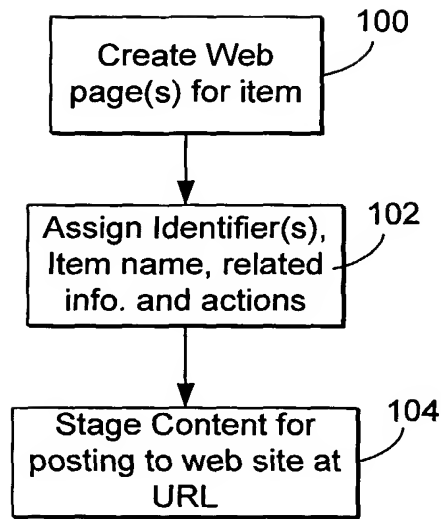 100
Create Web
page(s) for item
102
Assign Identifier(s),
Item name, related
info. and actions
104
Stage Content for
posting to web site at
URL